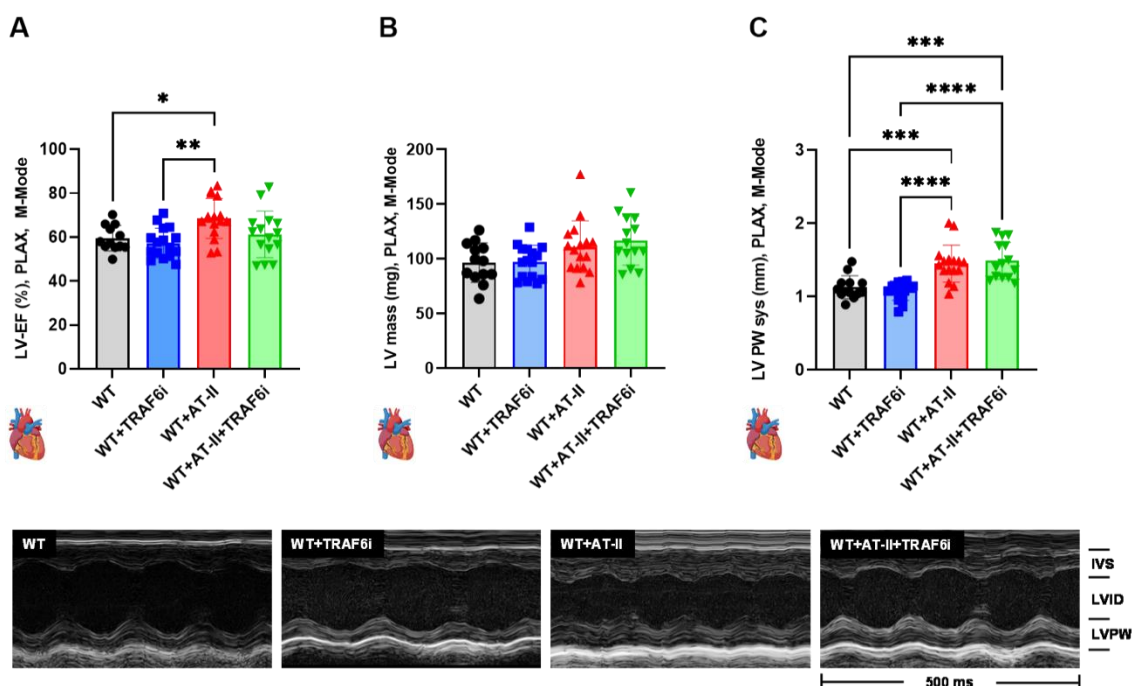 A
LV-EF (%), PLAX, M-Mode
100
80
60
40
20
0
*
**
WT
WT+TRAF6i
WT+AT-II
WT+AT-II+TRAF6i
B
LV mass (mg), PLAX, M-Mode
200
150
100
50
0
WT
WT+TRAF6i
WT+AT-II
WT+AT-II+TRAF6i
C
LV PW sys (mm), PLAX, M-Mode
3
2
1
0
***
****
***
****
WT
WT+TRAF6i
WT+AT-II
WT+AT-II+TRAF6i
WT
WT+TRAF6i
WT+AT-II
WT+AT-II+TRAF6i
IVS
LVID
LVPW
500 ms